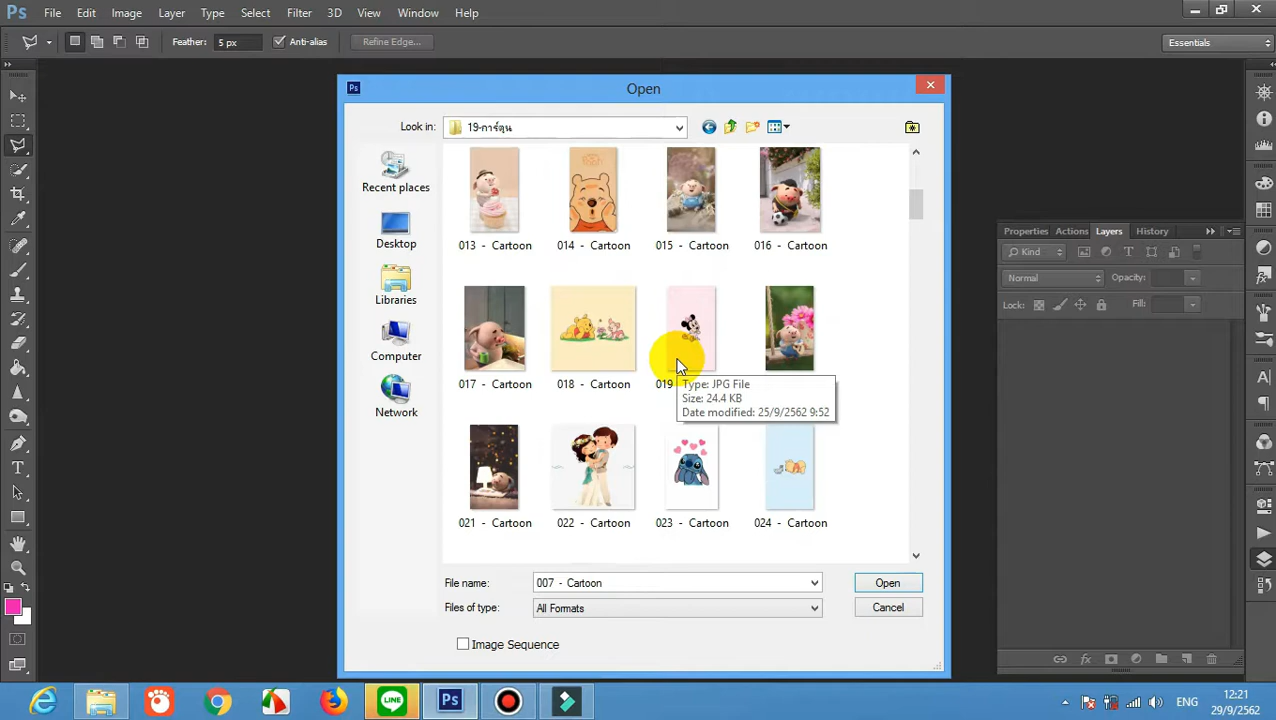 Ps File Edit Image Layer Type Select Filter 3D View Window Help
Feather: 5 px Anti-alias Refine Edge... Essentials
Ps Open
Look in: 19-การ์ตูน
Recent places
Desktop
Libraries
Computer
Network
013 - Cartoon 014 - Cartoon 015 - Cartoon 016 - Cartoon
017 - Cartoon 018 - Cartoon 019
Type: JPG File
Size: 24.4 KB
Date modified: 25/9/2562 9:52
021 - Cartoon 022 - Cartoon 023 - Cartoon 024 - Cartoon
File name: 007 - Cartoon Open
Files of type: All Formats Cancel
Image Sequence
Properties Actions Layers History
Kind
Normal Opacity:
Lock: Fill:
LINE Ps ENG 12:21
29/9/2562